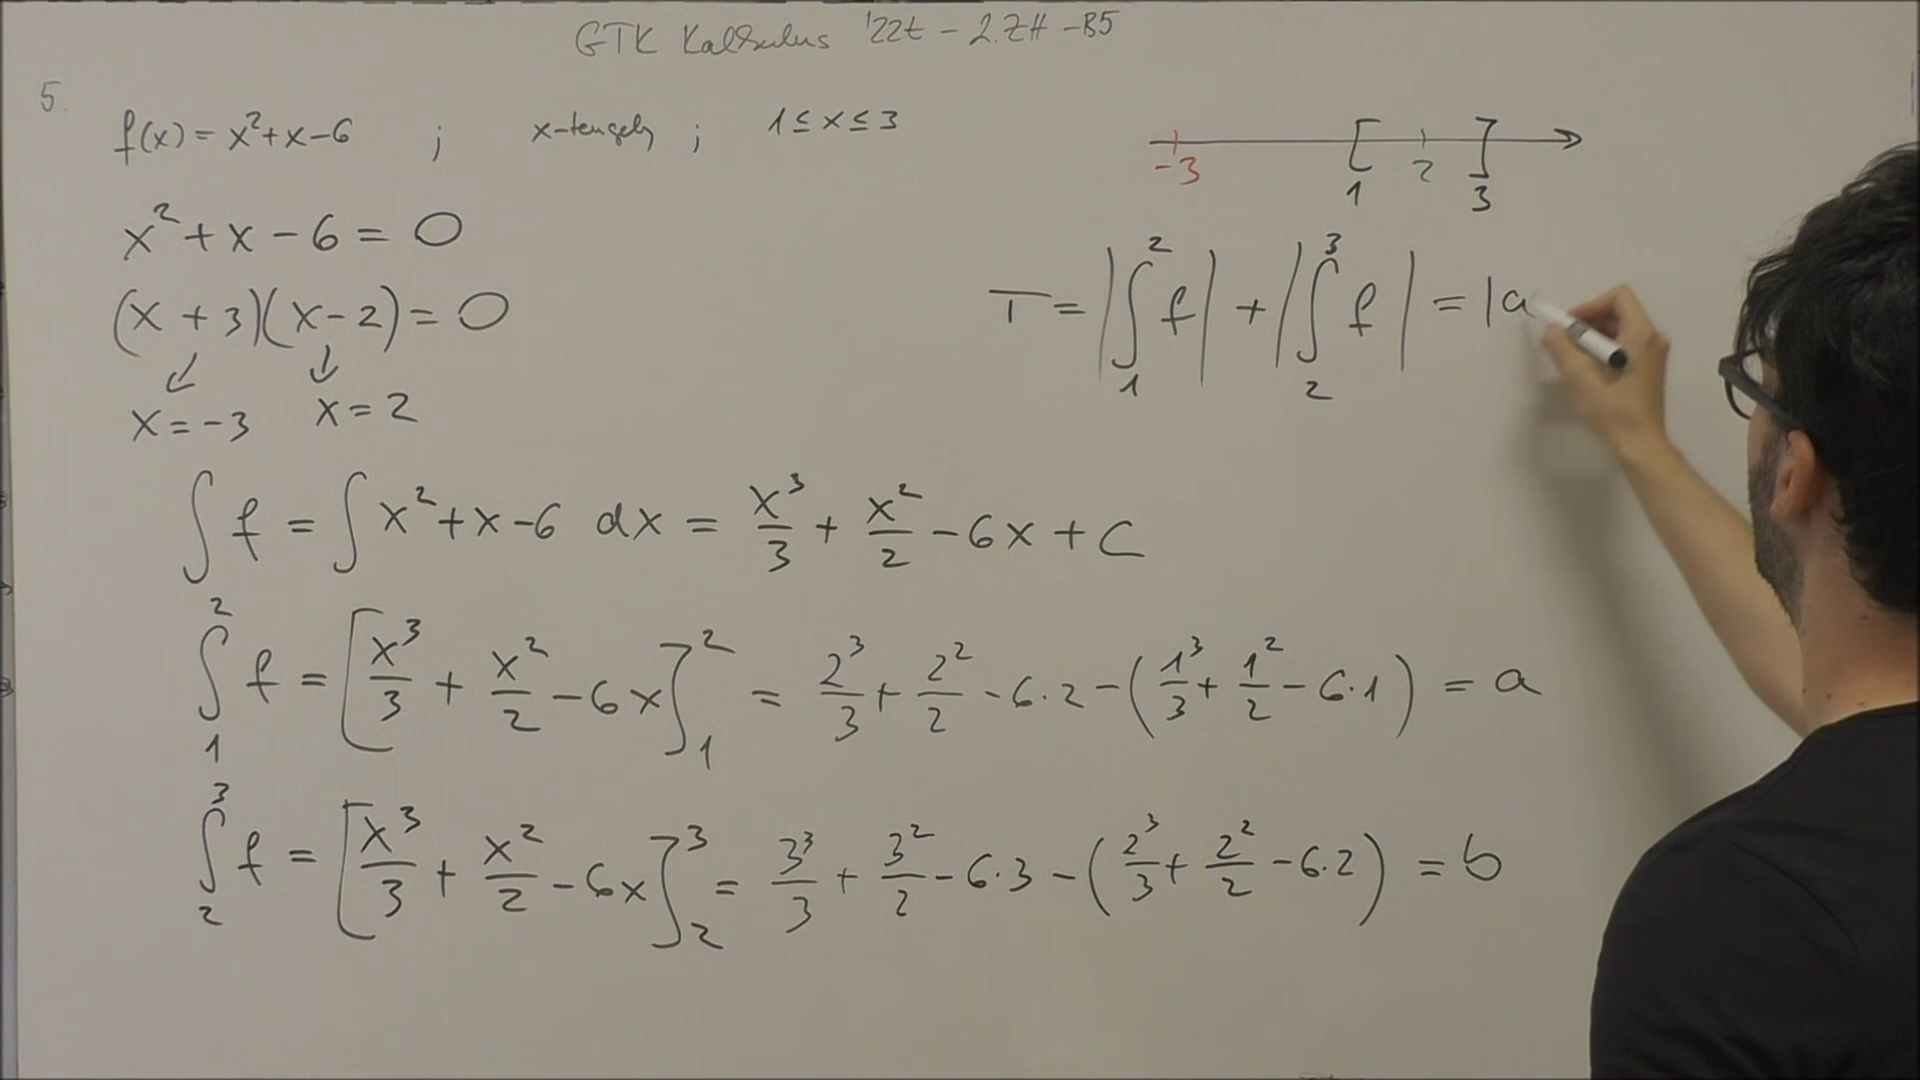 GTK Kalkulus '22t - 2.ZH - B5
5.
f(x) = x²+x-6 ; x-tengely ; 1 ≤ x ≤ 3
-3 [ 1 2 ] 3
x²+x-6 = 0
(x+3)(x-2) = 0
↙ ↓
x = -3 x = 2
T = |∫₁² f| + |∫₂³ f| = |a
∫ f = ∫ x²+x-6 dx = x³/3 + x²/2 - 6x + C
∫₁² f = [x³/3 + x²/2 - 6x]₁² = 2³/3 + 2²/2 - 6·2 - (1³/3 + 1²/2 - 6·1) = a
∫₂³ f = [x³/3 + x²/2 - 6x]₂³ = 3³/3 + 3²/2 - 6·3 - (2³/3 + 2²/2 - 6·2) = b